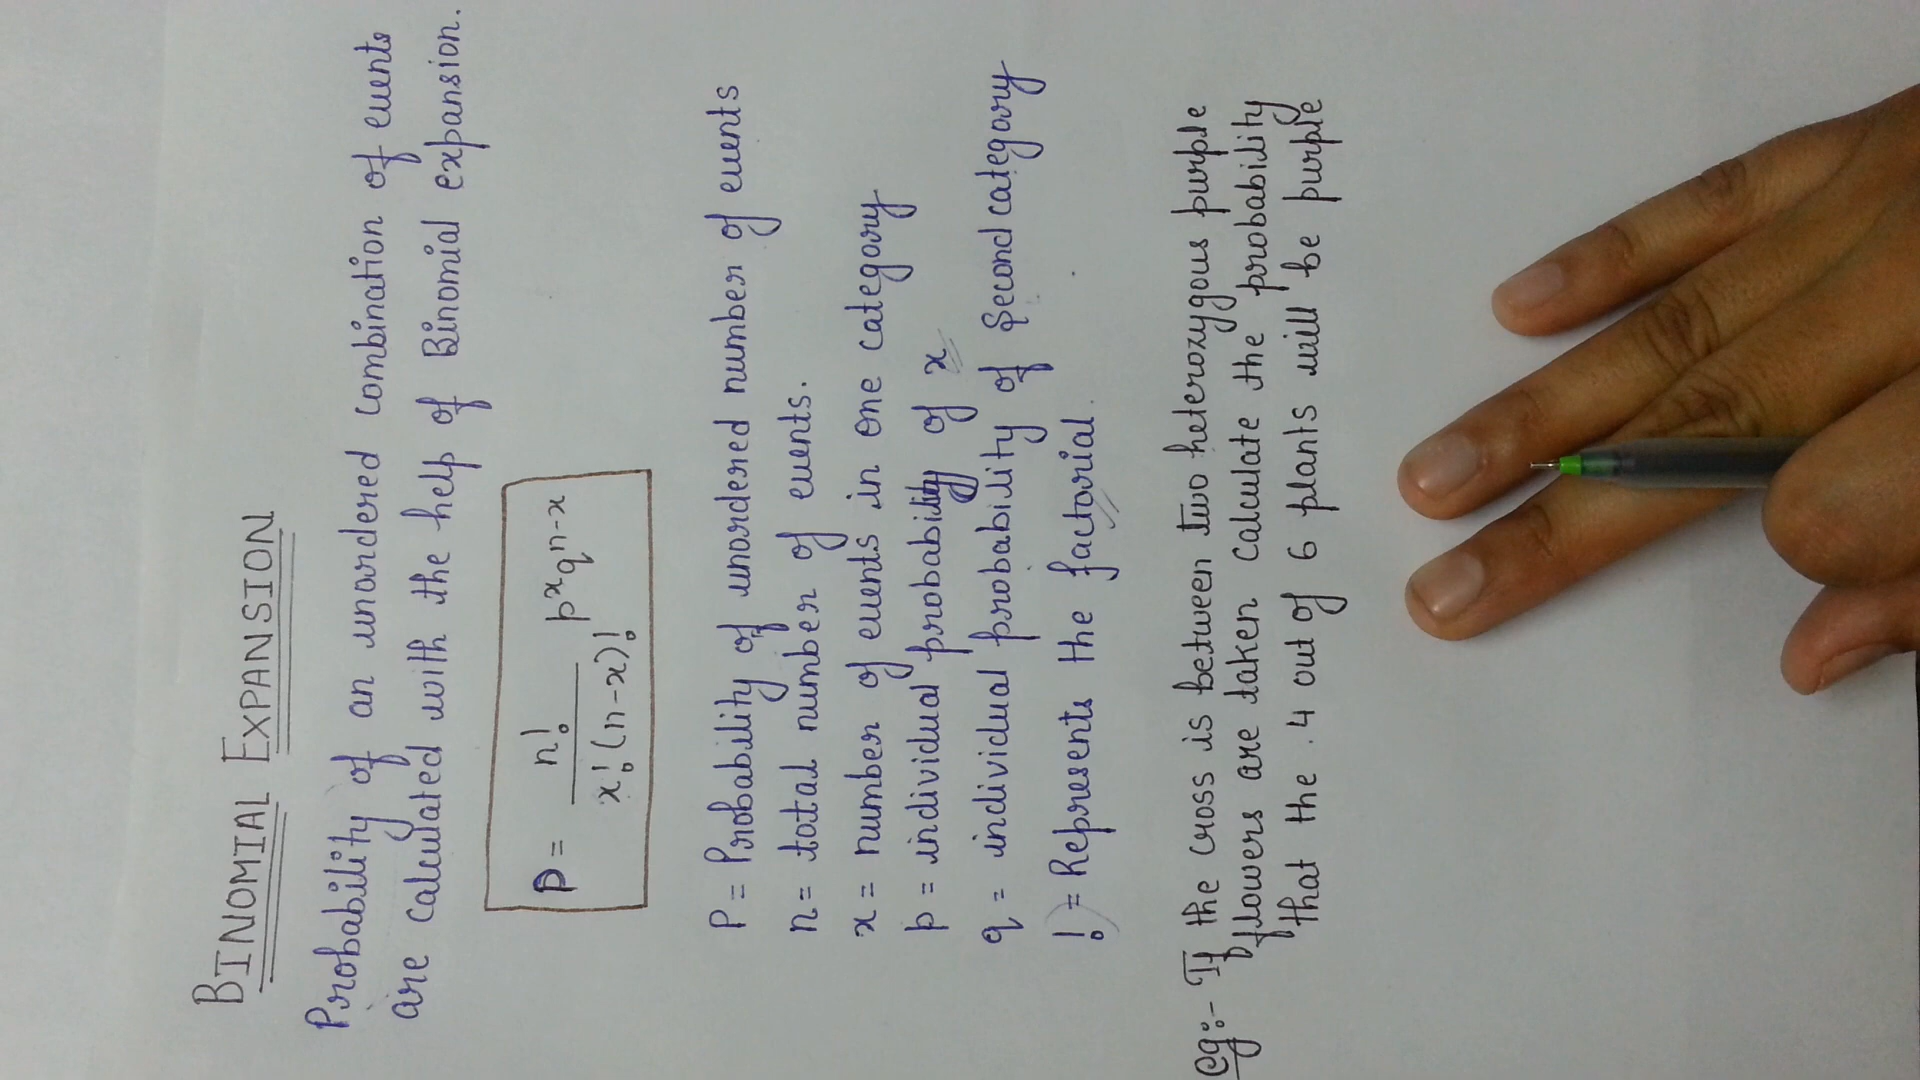 BINOMIAL EXPANSION
Probability of an unordered combination of events
are calculated with the help of Binomial expansion.
P = n! / x!(n-x)! p^x q^(n-x)
P = Probability of unordered number of events
n = total number of events.
x = number of events in one category
p = individual probability of x
q = individual probability of Second category
! = Represents the factorial.
eg:- If the cross is between two heterozygous purple
flowers are taken calculate the probability
that the 4 out of 6 plants will be purple